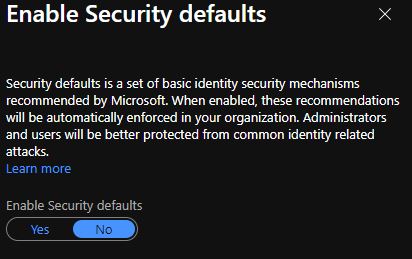 Enable Security defaults
Security defaults is a set of basic identity security mechanisms
recommended by Microsoft. When enabled, these recommendations
will be automatically enforced in your organization. Administrators
and users will be better protected from common identity related
attacks.
Learn more
Enable Security defaults
Yes No